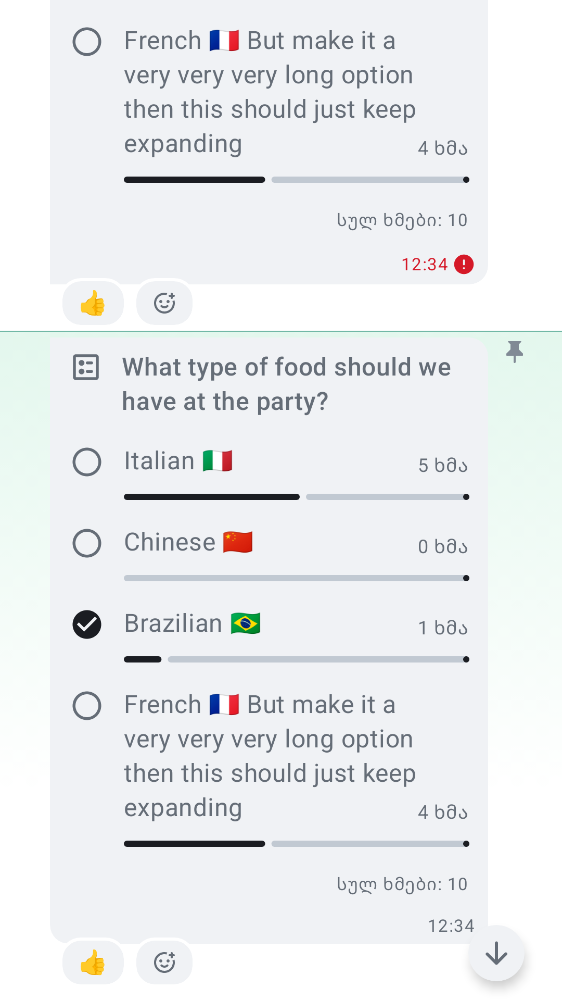 French 🇫🇷 But make it a
very very very long option
then this should just keep
expanding
4 ხმა
სულ ხმები: 10
12:34
What type of food should we
have at the party?
Italian 🇮🇹
5 ხმა
Chinese 🇨🇳
0 ხმა
Brazilian 🇧🇷
1 ხმა
French 🇫🇷 But make it a
very very very long option
then this should just keep
expanding
4 ხმა
სულ ხმები: 10
12:34